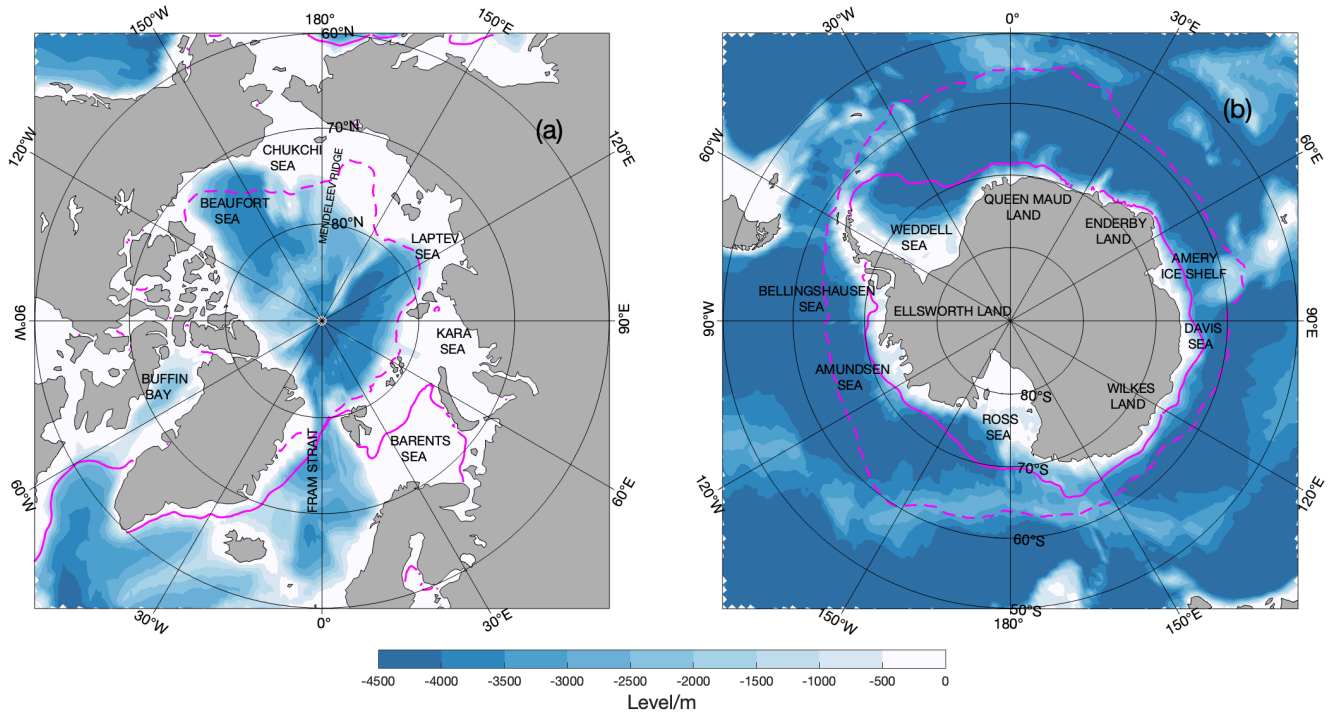 180°
150°W
60°N
150°E
120°W
120°E
(a)
70°N
CHUKCHI
SEA
MENDELEEV RIDGE
BEAUFORT
SEA
80°N
LAPTEV
SEA
90°W
90°E
KARA
SEA
BUFFIN
BAY
BARENTS
SEA
FRAM STRAIT
60°W
60°E
30°W
0°
30°E
0°
30°W
30°E
60°W
60°E
(b)
QUEEN MAUD
LAND
WEDDELL
SEA
ENDERBY
LAND
AMERY
ICE SHELF
BELLINGSHAUSEN
SEA
ELLSWORTH LAND
90°W
90°E
DAVIS
SEA
AMUNDSEN
SEA
WILKES
LAND
80°S
ROSS
SEA
70°S
60°S
50°S
120°W
120°E
150°W
180°
150°E
-4500 -4000 -3500 -3000 -2500 -2000 -1500 -1000 -500 0
Level/m